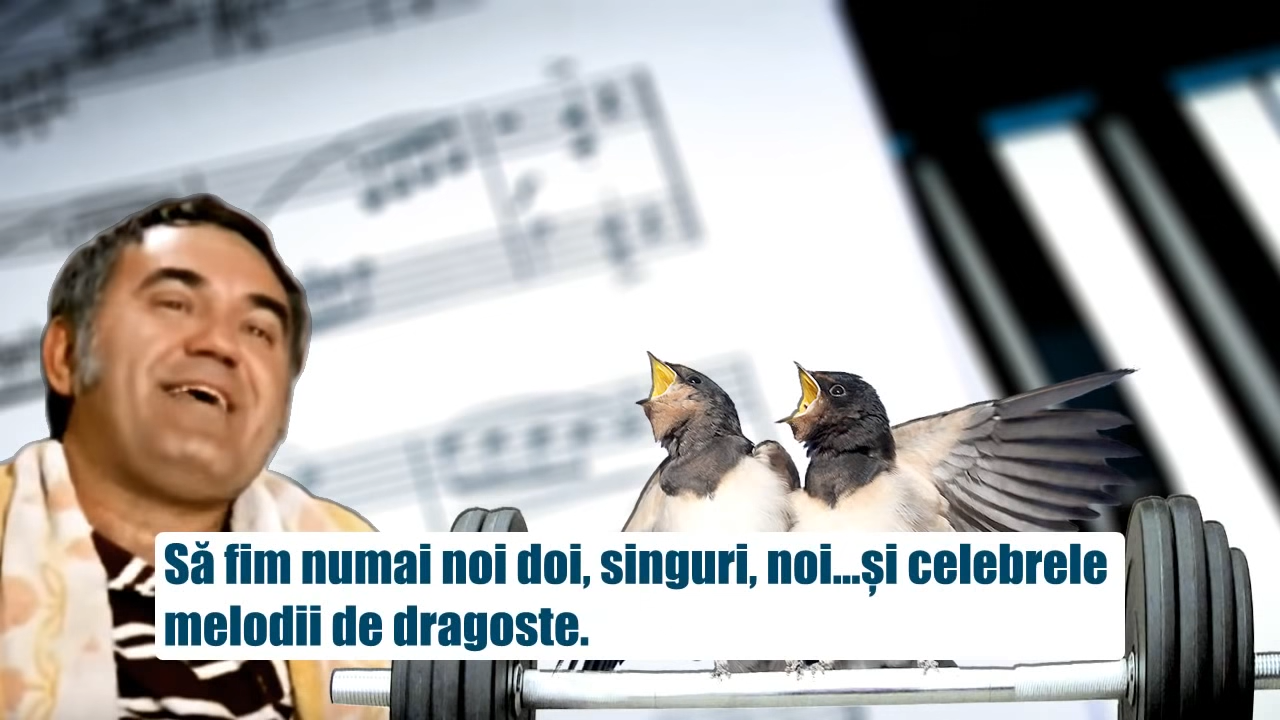 Să fim numai noi doi, singuri, noi...și celebrele
melodii de dragoste.